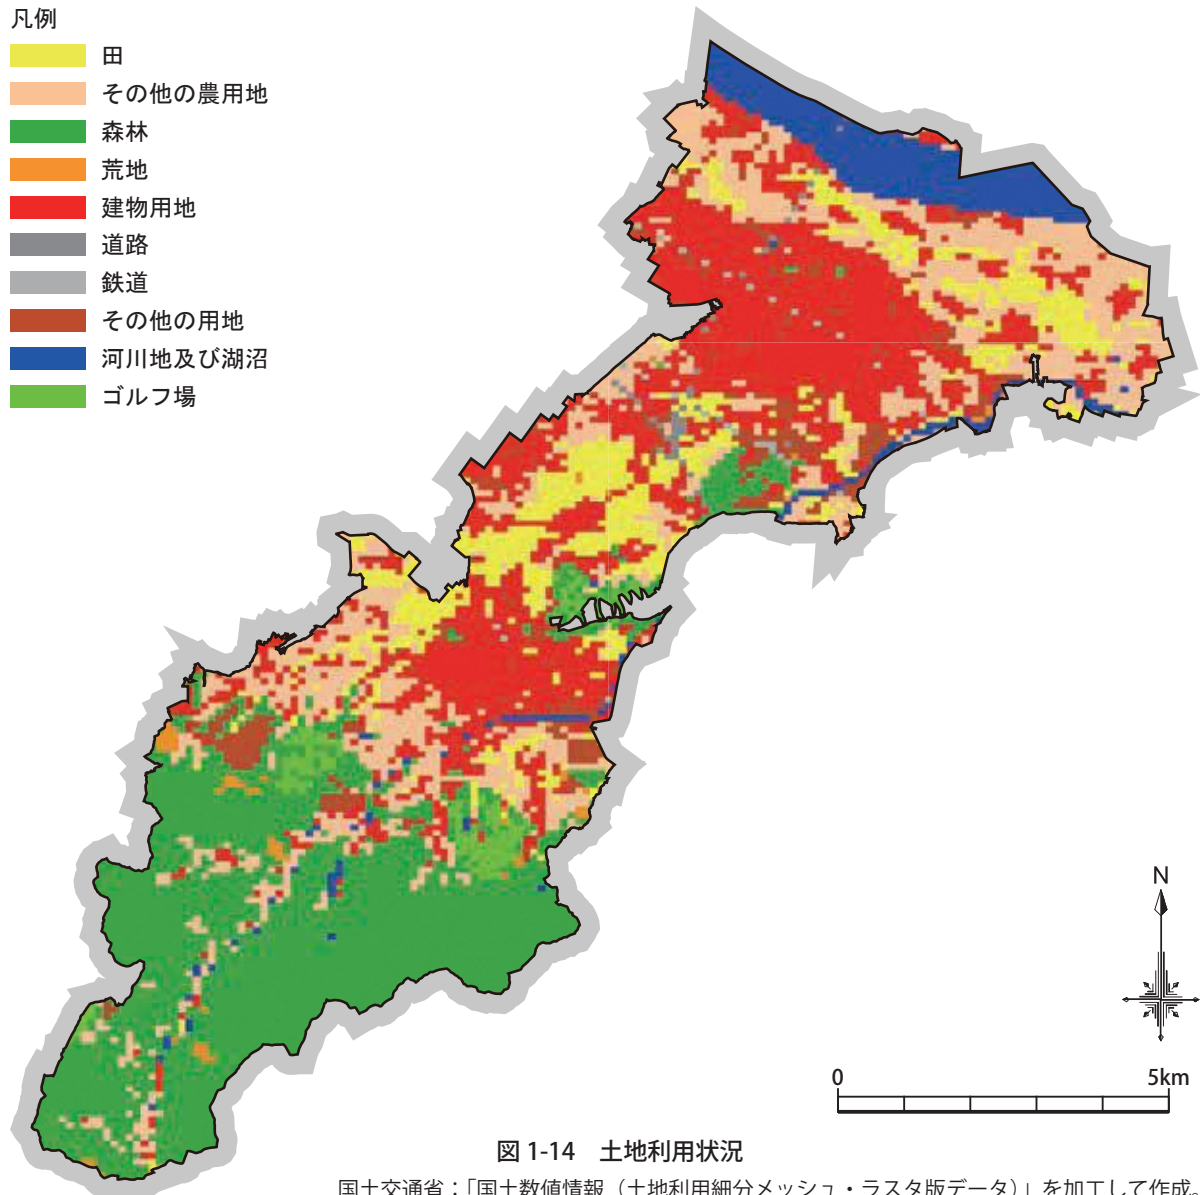 凡例
田
その他の農用地
森林
荒地
建物用地
道路
鉄道
その他の用地
河川地及び湖沼
ゴルフ場
N
0 5km
図 1-14 土地利用状況
国土交通省：「国土数値情報（土地利用細分メッシュ・ラスタ版データ）」を加工して作成。